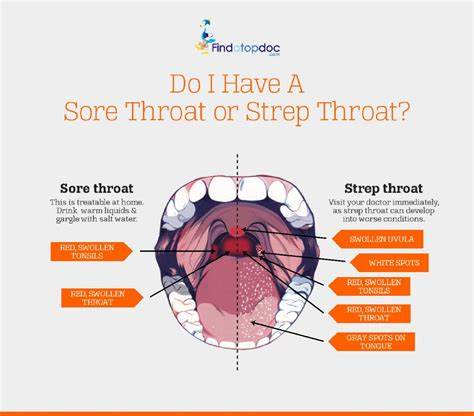 Findatopdoc
.com
Do I Have A
Sore Throat or Strep Throat?
Sore throat
This is treatable at home.
Drink warm liquids &
gargle with salt water.
RED, SWOLLEN
TONSILS
RED, SWOLLEN
THROAT
Strep throat
Visit your doctor immediately,
as strep throat can develop
into worse conditions.
SWOLLEN UVULA
WHITE SPOTS
RED, SWOLLEN
TONSILS
RED, SWOLLEN
THROAT
GRAY SPOTS ON
TONGUE